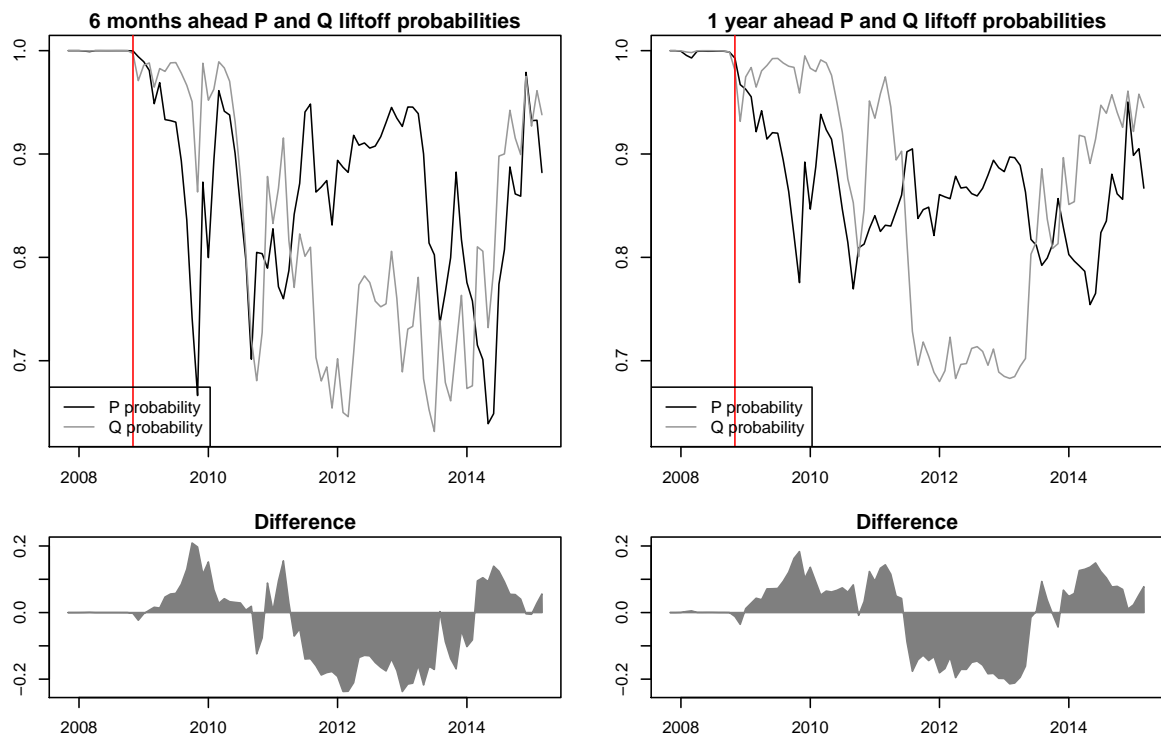 6 months ahead P and Q liftoff probabilities
1.0
0.9
0.8
0.7
P probability
Q probability
2008 2010 2012 2014
Difference
0.2
0.0
−0.2
2008 2010 2012 2014
1 year ahead P and Q liftoff probabilities
1.0
0.9
0.8
0.7
P probability
Q probability
2008 2010 2012 2014
Difference
0.2
0.0
−0.2
2008 2010 2012 2014